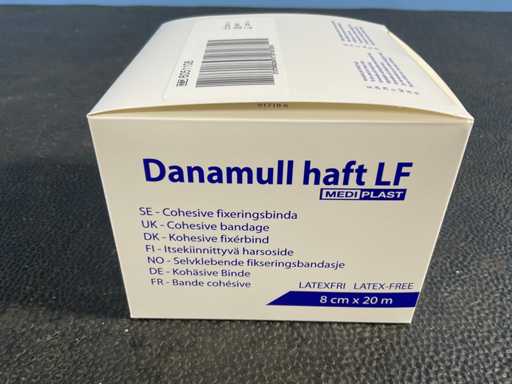 Danamull haft LF
MEDIPLAST
SE - Cohesive fixeringsbinda
UK - Cohesive bandage
DK - Kohesive fixérbind
FI - Itsekiinnittyvä harsoside
NO - Selvklebende fikseringsbandasje
DE - Kohäsive Binde
FR - Bande cohésive
LATEXFRI LATEX-FREE
8 cm x 20 m